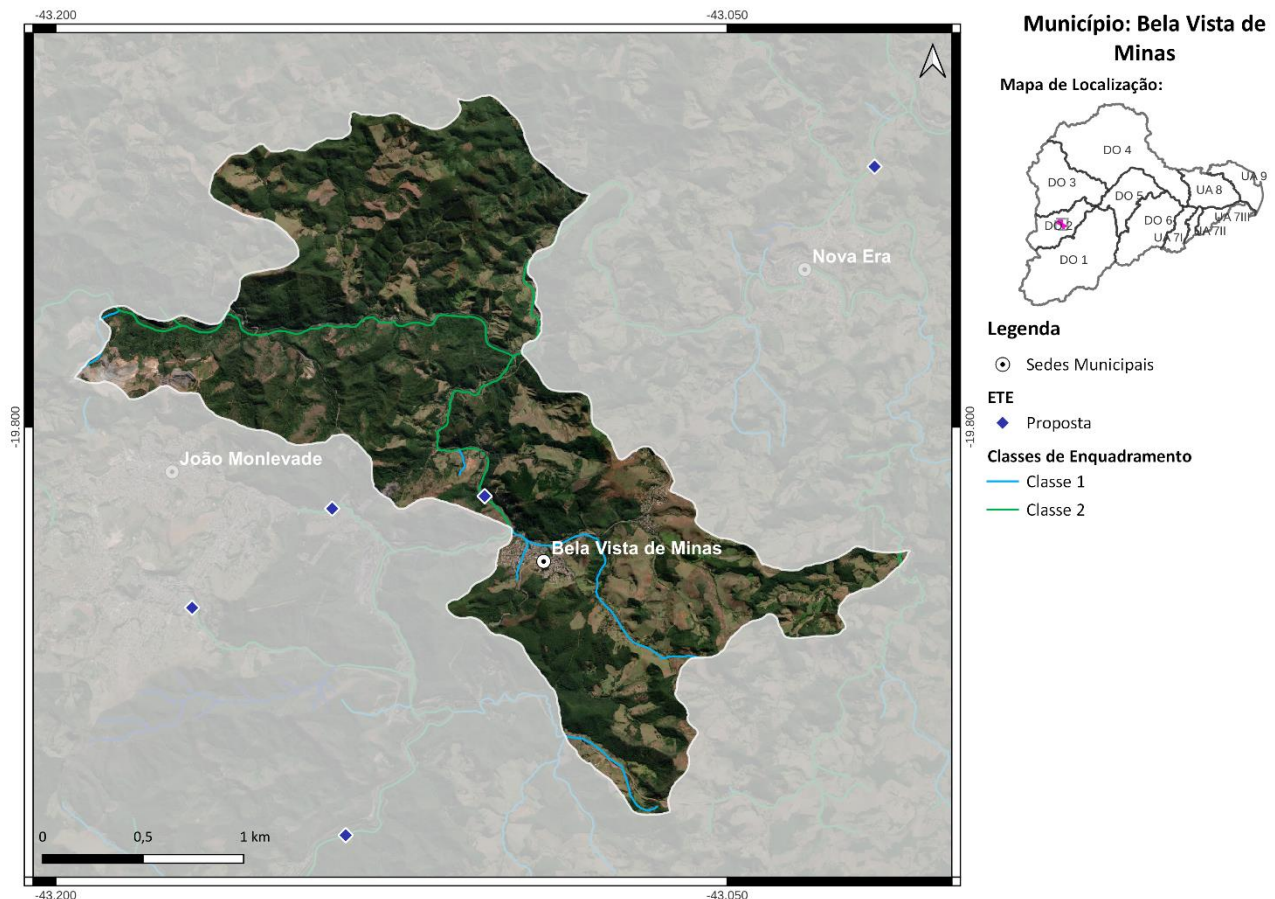 -43.200
-43.050
Município: Bela Vista de
Minas
Mapa de Localização:
DO 4
DO 3
UA 8
UA 9
DO 5
DO 2
DO 6
UA 7III
UA 7II
UA 7I
DO 1
Nova Era
Legenda
Sedes Municipais
ETE
Proposta
Classes de Enquadramento
Classe 1
Classe 2
-19.800
-19.800
João Monlevade
Bela Vista de Minas
0
0,5
1 km
-43.200
-43.050